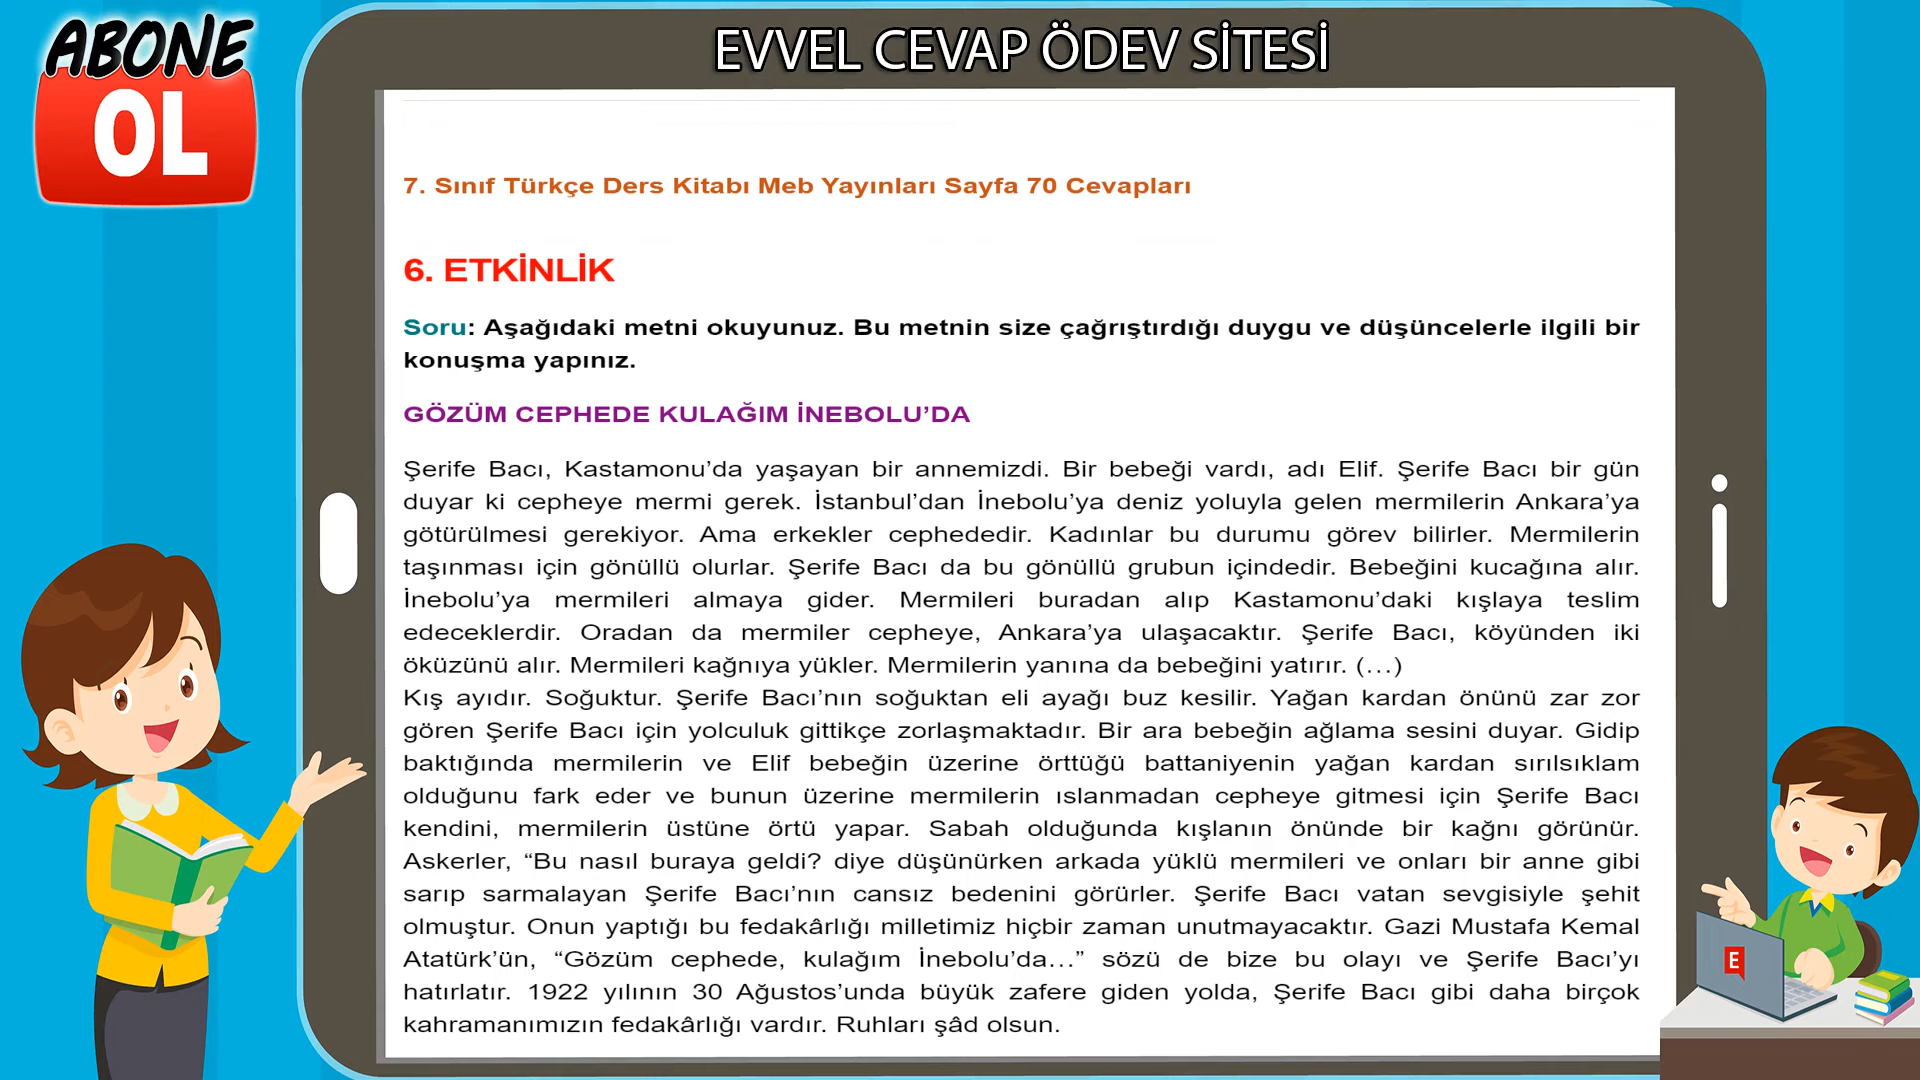 ABONE
OL
EVVEL CEVAP ÖDEV SİTESİ
7. Sınıf Türkçe Ders Kitabı Meb Yayınları Sayfa 70 Cevapları
6. ETKİNLİK
Soru: Aşağıdaki metni okuyunuz. Bu metnin size çağrıştırdığı duygu ve düşüncelerle ilgili bir
konuşma yapınız.
GÖZÜM CEPHEDE KULAĞIM İNEBOLU’DA
Şerife Bacı, Kastamonu’da yaşayan bir annemizdi. Bir bebeği vardı, adı Elif. Şerife Bacı bir gün
duyar ki cepheye mermi gerek. İstanbul’dan İnebolu’ya deniz yoluyla gelen mermilerin Ankara’ya
götürülmesi gerekiyor. Ama erkekler cephededir. Kadınlar bu durumu görev bilirler. Mermilerin
taşınması için gönüllü olurlar. Şerife Bacı da bu gönüllü grubun içindedir. Bebeğini kucağına alır.
İnebolu’ya mermileri almaya gider. Mermileri buradan alıp Kastamonu’daki kışlaya teslim
edeceklerdir. Oradan da mermiler cepheye, Ankara’ya ulaşacaktır. Şerife Bacı, köyünden iki
öküzünü alır. Mermileri kağnıya yükler. Mermilerin yanına da bebeğini yatırır. (…)
Kış ayıdır. Soğuktur. Şerife Bacı’nın soğuktan eli ayağı buz kesilir. Yağan kardan önünü zar zor
gören Şerife Bacı için yolculuk gittikçe zorlaşmaktadır. Bir ara bebeğin ağlama sesini duyar. Gidip
baktığında mermilerin ve Elif bebeğin üzerine örttüğü battaniyenin yağan kardan sırılsıklam
olduğunu fark eder ve bunun üzerine mermilerin ıslanmadan cepheye gitmesi için Şerife Bacı
kendini, mermilerin üstüne örtü yapar. Sabah olduğunda kışlanın önünde bir kağnı görünür.
Askerler, “Bu nasıl buraya geldi? diye düşünürken arkada yüklü mermileri ve onları bir anne gibi
sarıp sarmalayan Şerife Bacı’nın cansız bedenini görürler. Şerife Bacı vatan sevgisiyle şehit
olmuştur. Onun yaptığı bu fedakârlığı milletimiz hiçbir zaman unutmayacaktır. Gazi Mustafa Kemal
Atatürk’ün, “Gözüm cephede, kulağım İnebolu’da…” sözü de bize bu olayı ve Şerife Bacı’yı
hatırlatır. 1922 yılının 30 Ağustos’unda büyük zafere giden yolda, Şerife Bacı gibi daha birçok
kahramanımızın fedakârlığı vardır. Ruhları şâd olsun.
E